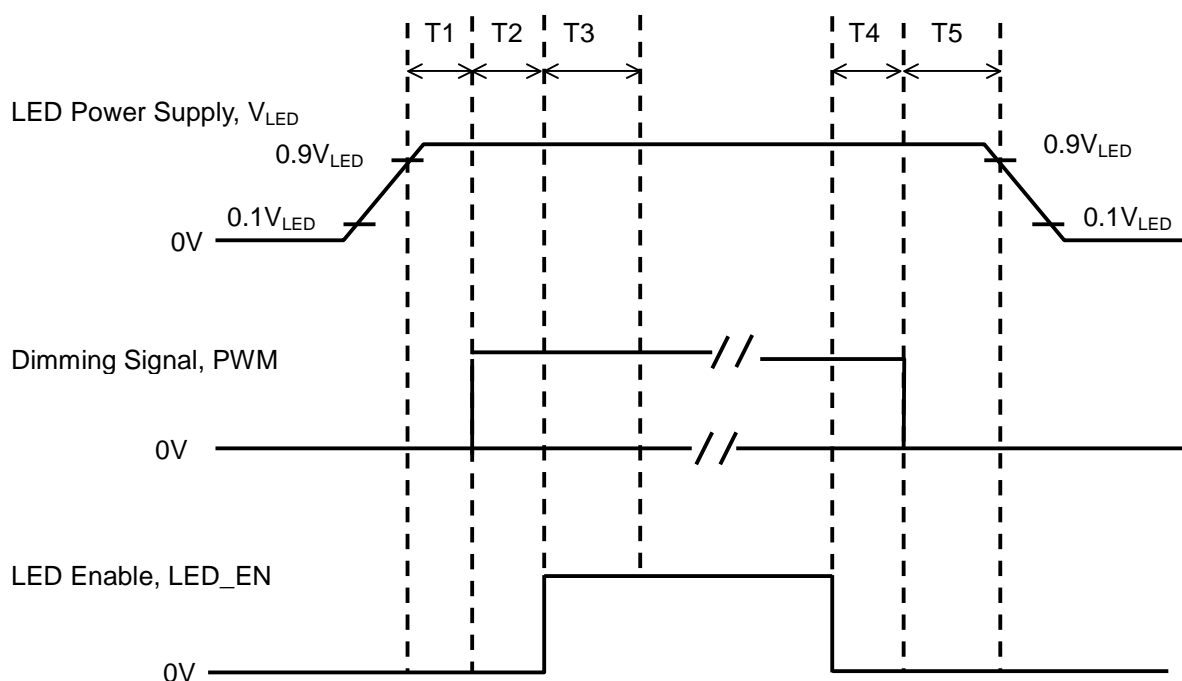 T1 T2 T3 T4 T5
LED Power Supply, VLED
0.9VLED 0.9VLED
0.1VLED 0.1VLED
0V
Dimming Signal, PWM
0V
LED Enable, LED_EN
0V